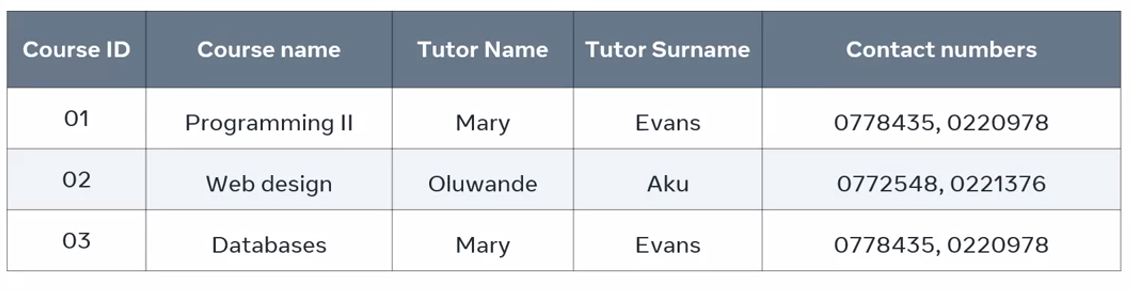 Course ID Course name Tutor Name Tutor Surname Contact numbers
01 Programming II Mary Evans 0778435, 0220978
02 Web design Oluwande Aku 0772548, 0221376
03 Databases Mary Evans 0778435, 0220978